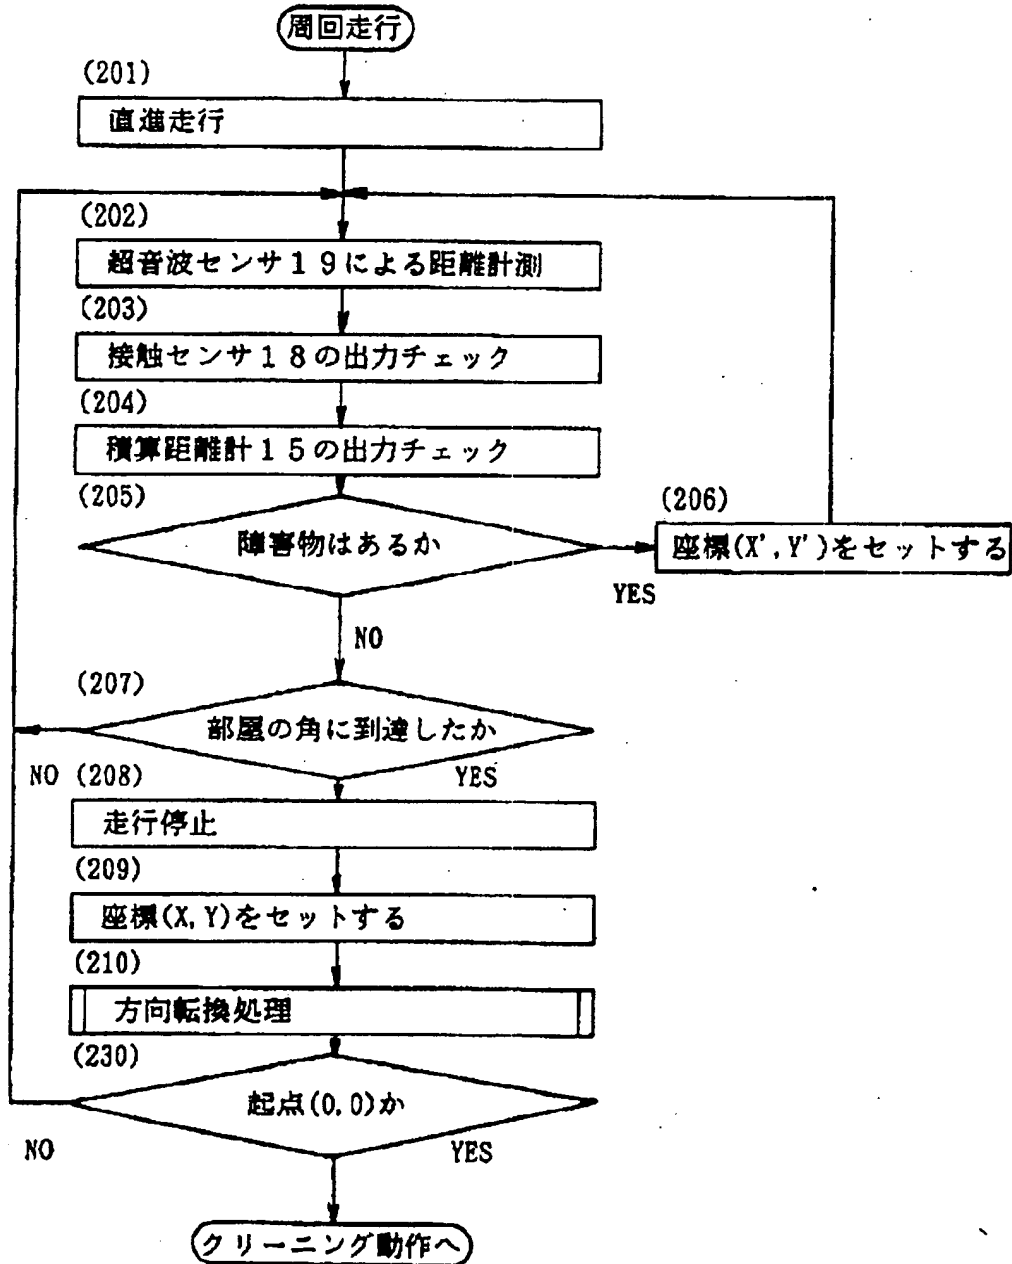 周回走行
(201)
直進走行
(202)
超音波センサ19による距離計測
(203)
接触センサ18の出力チェック
(204)
積算距離計15の出力チェック
(205)
障害物はあるか
(206)
座標(X',Y')をセットする
YES
NO
(207)
部屋の角に到達したか
NO (208) YES
走行停止
(209)
座標(X,Y)をセットする
(210)
方向転換処理
(230)
起点(0,0)か
NO YES
クリーニング動作へ